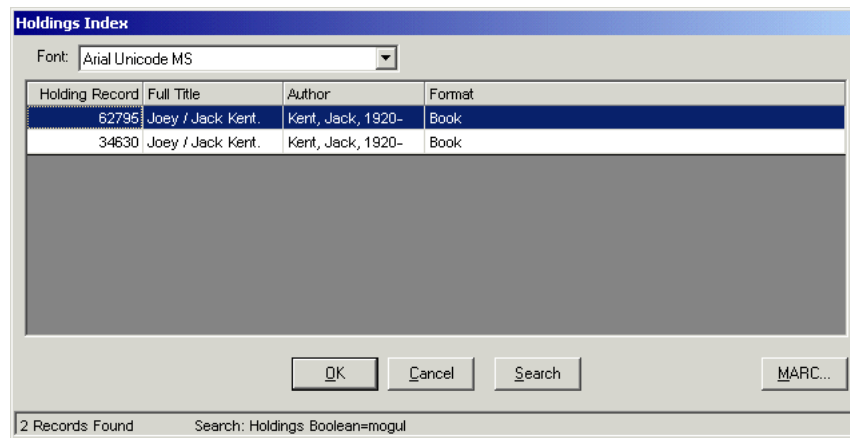 Holdings Index
Font: Arial Unicode MS
Holding Record Full Title Author Format
62795 Joey / Jack Kent. Kent, Jack, 1920- Book
34630 Joey / Jack Kent. Kent, Jack, 1920- Book
OK Cancel Search MARC...
2 Records Found Search: Holdings Boolean=mogul